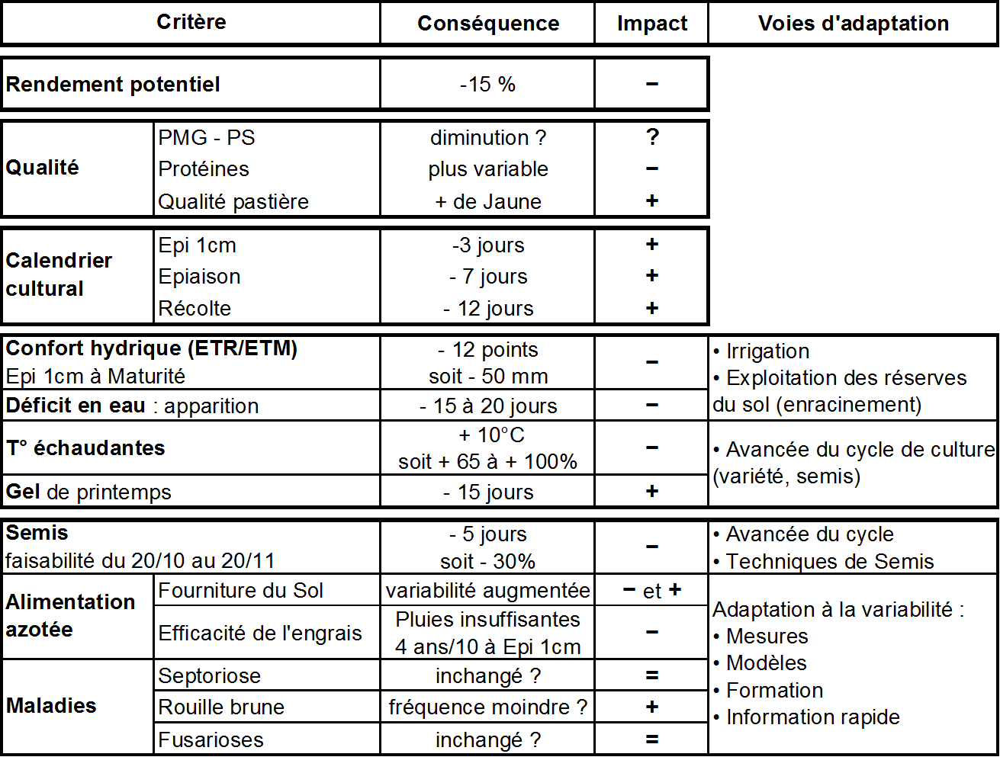 Critère Conséquence Impact Voies d'adaptation
Rendement potentiel -15 % −
Qualité
PMG - PS diminution ? ?
Protéines plus variable −
Qualité pastière + de Jaune +
Calendrier
cultural
Epi 1cm -3 jours +
Epiaison - 7 jours +
Récolte - 12 jours +
Confort hydrique (ETR/ETM)
Epi 1cm à Maturité
- 12 points
soit - 50 mm
−
Déficit en eau : apparition - 15 à 20 jours −
• Irrigation
• Exploitation des réserves
du sol (enracinement)
T° échaudantes
+ 10°C
soit + 65 à + 100%
−
Gel de printemps - 15 jours +
• Avancée du cycle de culture
(variété, semis)
Semis
faisabilité du 20/10 au 20/11
- 5 jours
soit - 30%
−
• Avancée du cycle
• Techniques de Semis
Alimentation
azotée
Fourniture du Sol variabilité augmentée − et +
Efficacité de l'engrais
Pluies insuffisantes
4 ans/10 à Epi 1cm
−
Maladies
Septoriose inchangé ? =
Rouille brune fréquence moindre ? +
Fusarioses inchangé ? =
Adaptation à la variabilité :
• Mesures
• Modèles
• Formation
• Information rapide